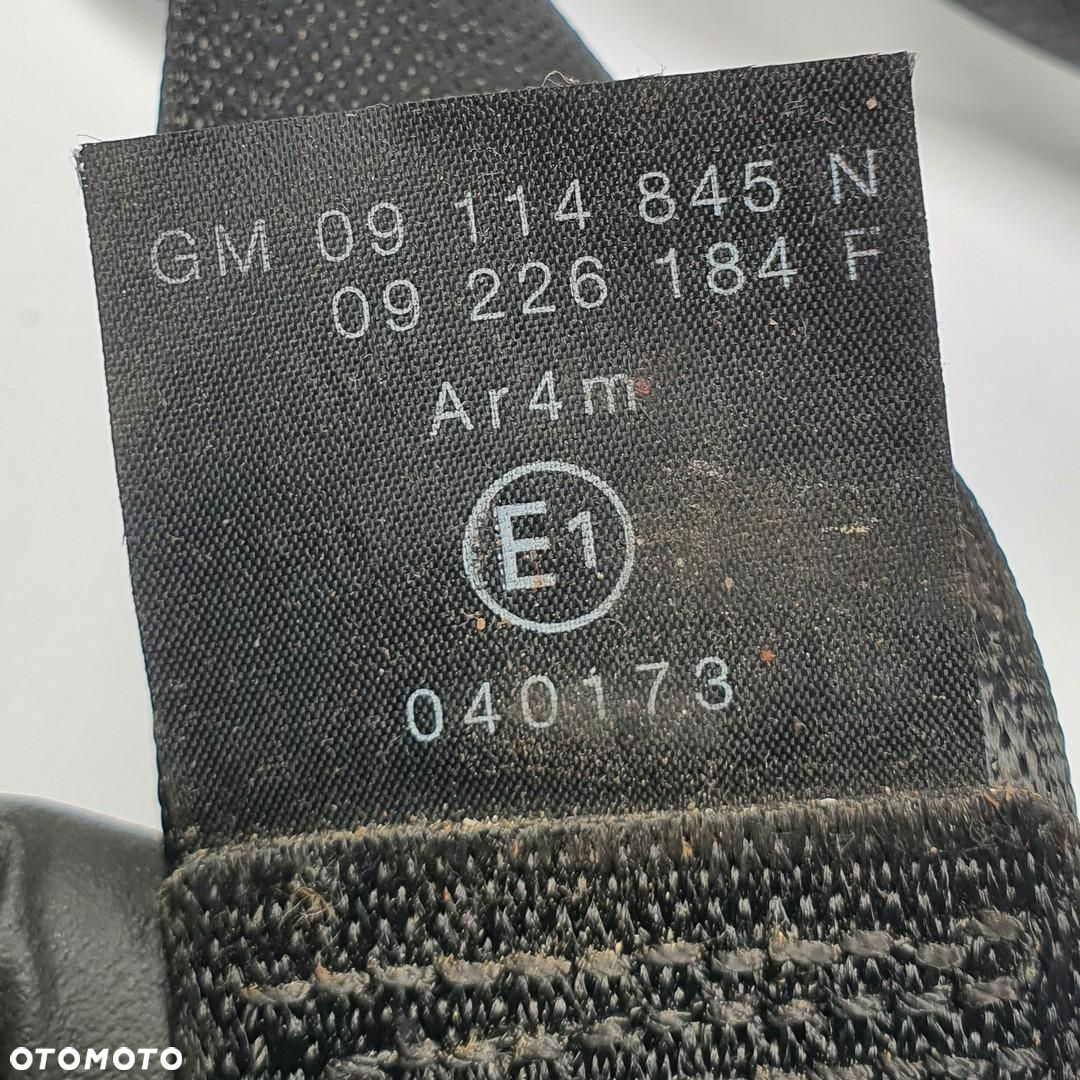 GM 09 114 845 N
09 226 184 F
Ar4m
E1
040173
OTOMOTO